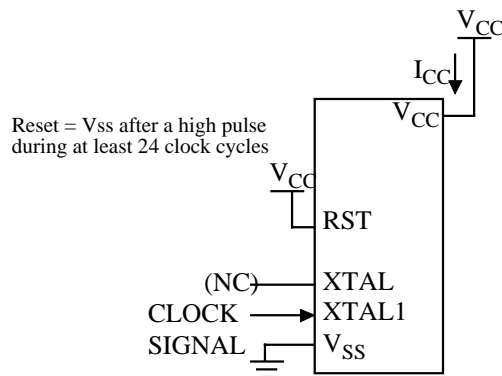 VCC
ICC
VCC
Reset = Vss after a high pulse
during at least 24 clock cycles
VCC
RST
(NC) XTAL
CLOCK XTAL1
SIGNAL VSS